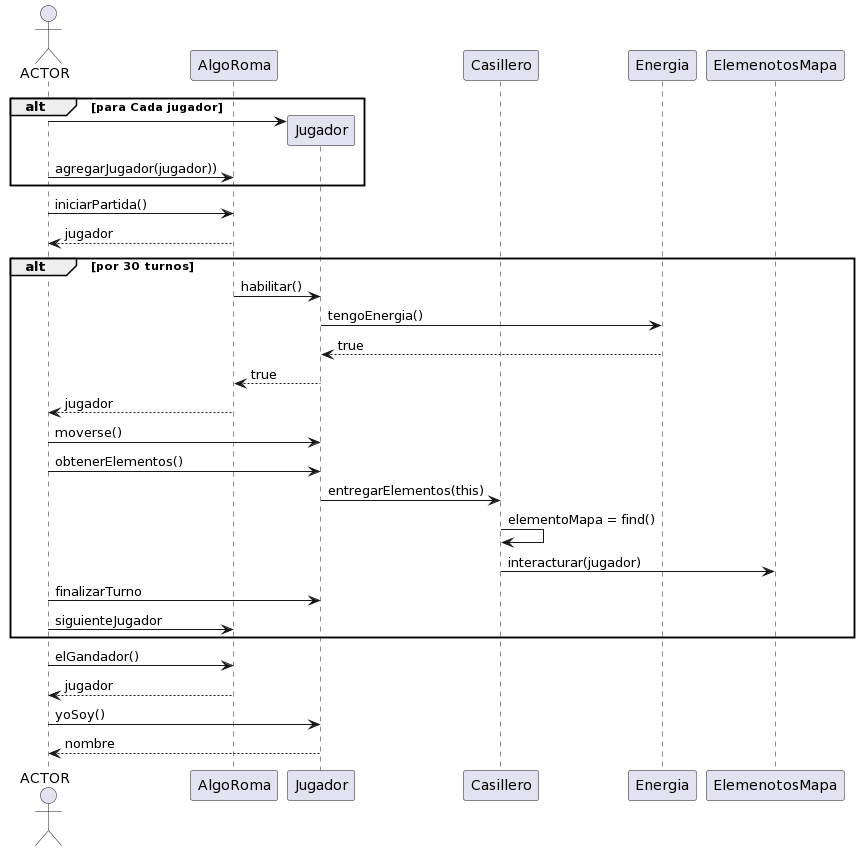 ACTOR
AlgoRoma
Casillero
Energia
ElemenotosMapa
alt [para Cada jugador]
Jugador
agregarJugador(jugador))
iniciarPartida()
jugador
alt [por 30 turnos]
habilitar()
tengoEnergia()
true
true
jugador
moverse()
obtenerElementos()
entregarElementos(this)
elementoMapa = find()
interacturar(jugador)
finalizarTurno
siguienteJugador
elGandador()
jugador
yoSoy()
nombre
ACTOR
AlgoRoma
Jugador
Casillero
Energia
ElemenotosMapa